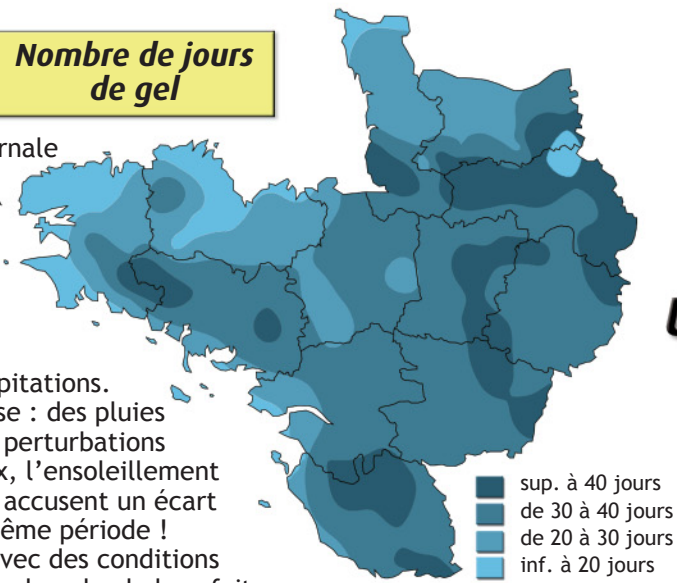 Nombre de jours
de gel
sup. à 40 jours
de 30 à 40 jours
de 20 à 30 jours
inf. à 20 jours
pitations.
se : des pluies
perturbations
x, l'ensoleillement
accusent un écart
ême période !
vec des conditions